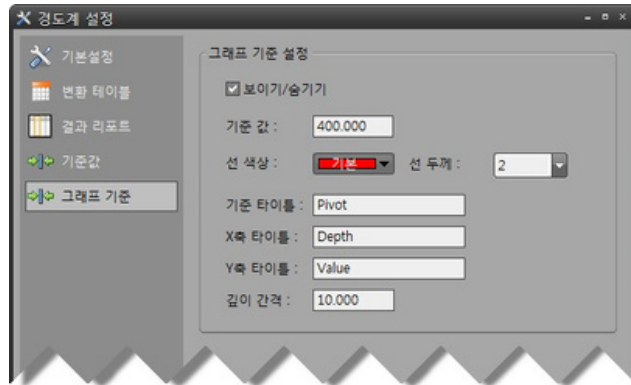 경도계 설정
기본설정
변환 테이블
결과 리포트
기준값
그래프 기준
그래프 기준 설정
보이기/숨기기
기준 값 : 400.000
선 색상 : 기본 선 두께 : 2
기준 타이틀 : Pivot
X축 타이틀 : Depth
Y축 타이틀 : Value
깊이 간격 : 10.000